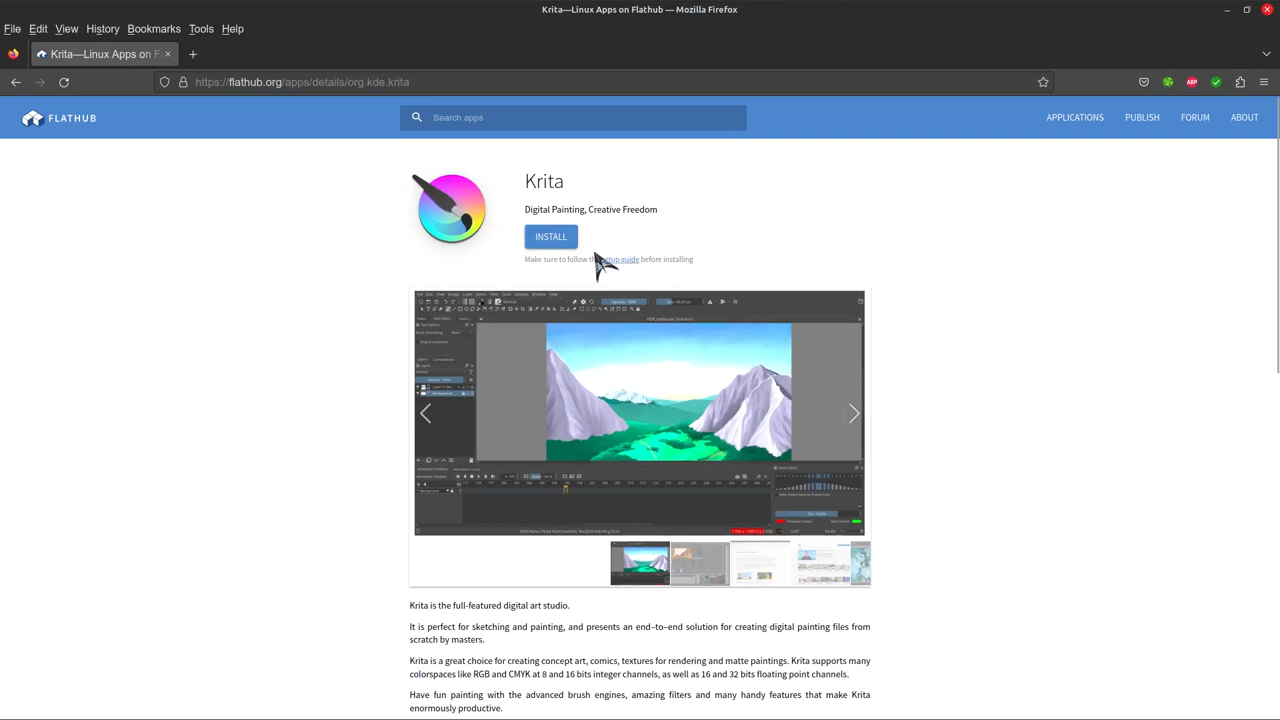 Krita—Linux Apps on Flathub — Mozilla Firefox
File Edit View History Bookmarks Tools Help
Krita—Linux Apps on F
https://flathub.org/apps/details/org.kde.krita
FLATHUB
Search apps
APPLICATIONS PUBLISH FORUM ABOUT
Krita
Digital Painting, Creative Freedom
INSTALL
Make sure to follow the setup guide before installing
Krita is the full-featured digital art studio.
It is perfect for sketching and painting, and presents an end–to–end solution for creating digital painting files from
scratch by masters.
Krita is a great choice for creating concept art, comics, textures for rendering and matte paintings. Krita supports many
colorspaces like RGB and CMYK at 8 and 16 bits integer channels, as well as 16 and 32 bits floating point channels.
Have fun painting with the advanced brush engines, amazing filters and many handy features that make Krita
enormously productive.